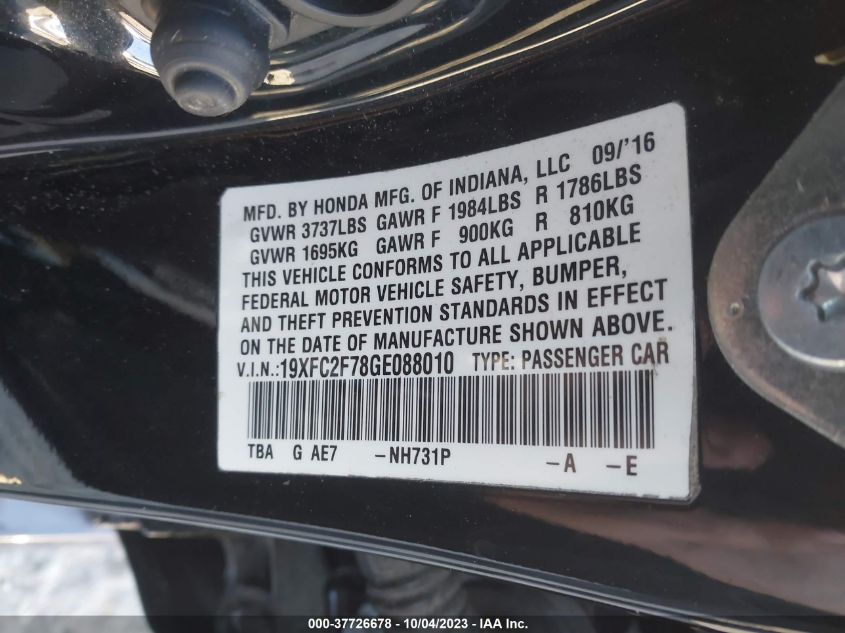 MFD. BY HONDA MFG. OF INDIANA, LLC 09/'16
GVWR 3737LBS GAWR F 1984LBS R 1786LBS
GVWR 1695KG GAWR F 900KG R 810KG
THIS VEHICLE CONFORMS TO ALL APPLICABLE
FEDERAL MOTOR VEHICLE SAFETY, BUMPER,
AND THEFT PREVENTION STANDARDS IN EFFECT
ON THE DATE OF MANUFACTURE SHOWN ABOVE.
V.I.N.:19XFC2F78GE088010 TYPE: PASSENGER CAR
TBA G AE7 -NH731P -A -E
000-37726678 - 10/04/2023 - IAA Inc.